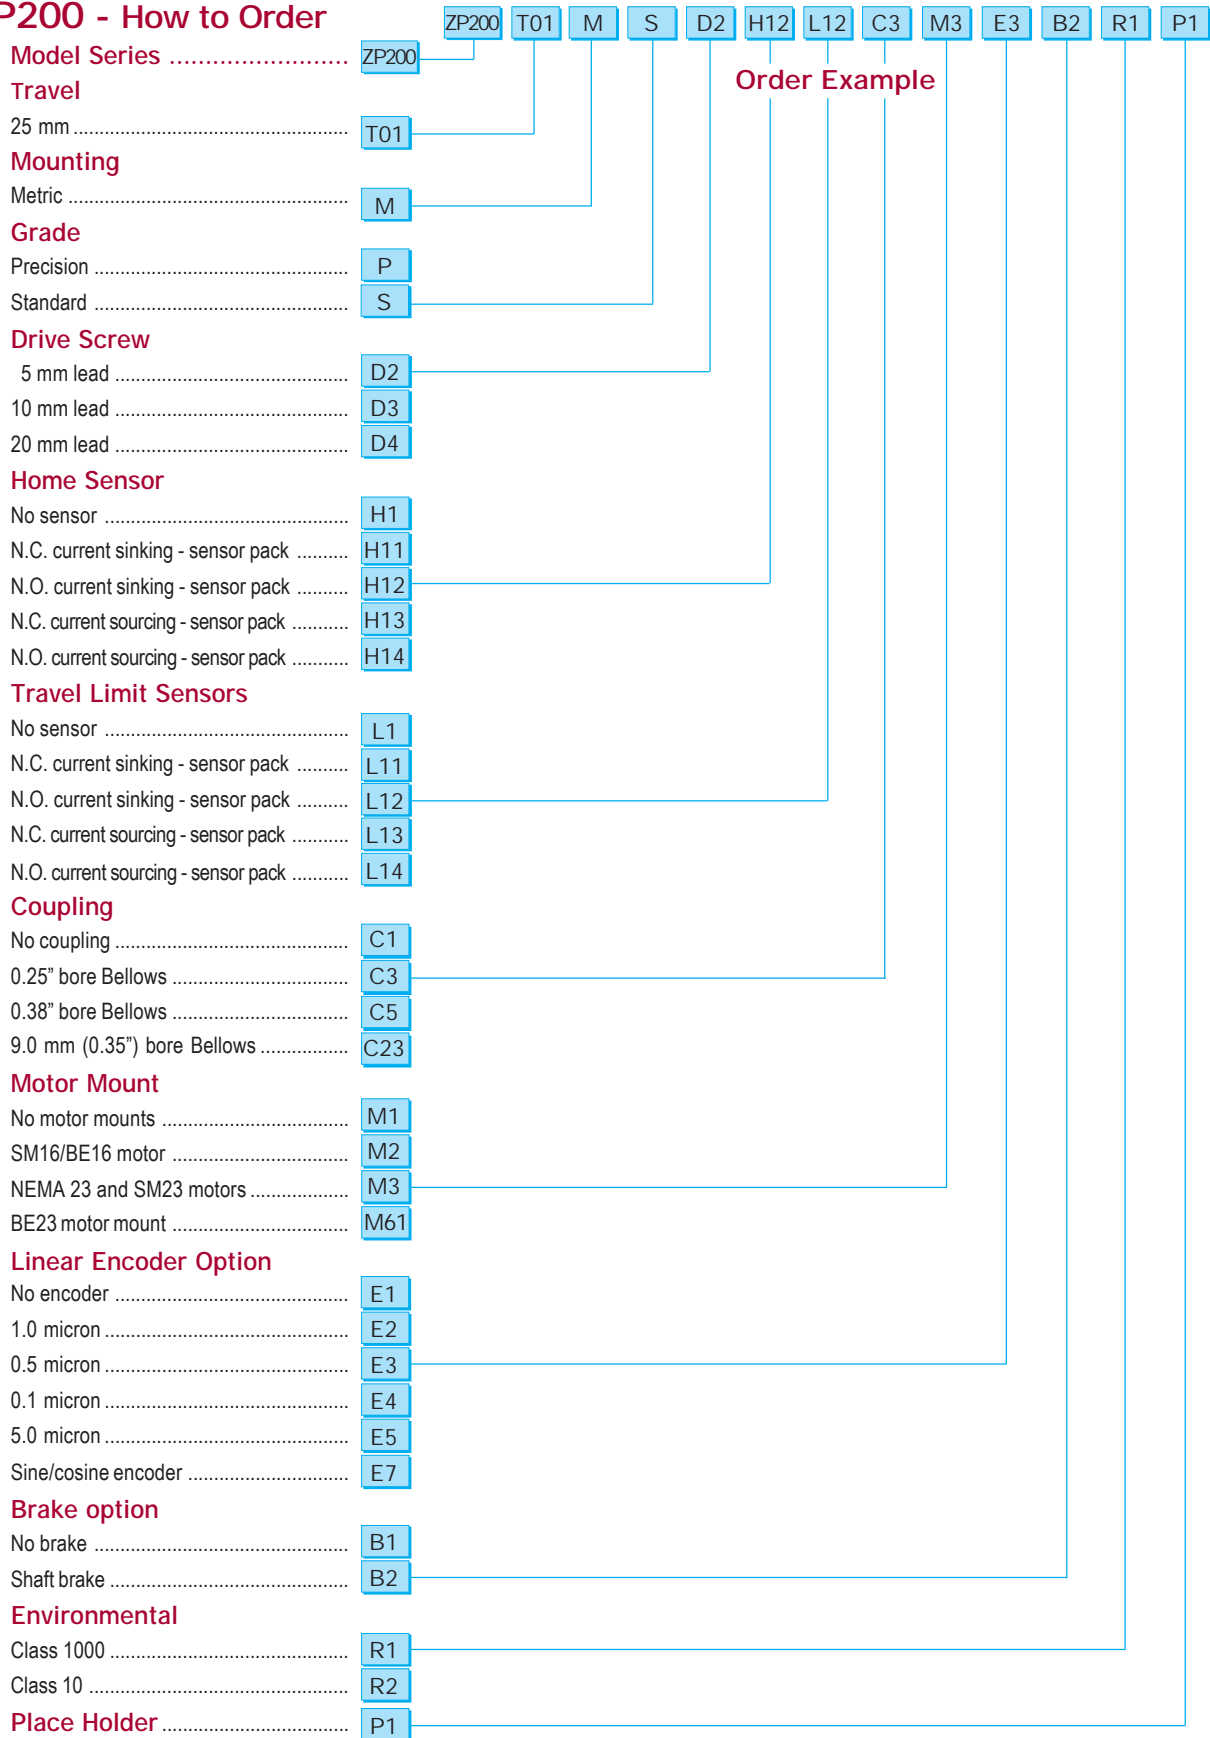 P200 - How to Order
ZP200 T01 M S D2 H12 L12 C3 M3 E3 B2 R1 P1
Order Example
Model Series ......................... ZP200
Travel
25 mm ..................................................... T01
Mounting
Metric ...................................................... M
Grade
Precision ................................................. P
Standard ................................................. S
Drive Screw
5 mm lead ............................................. D2
10 mm lead ............................................. D3
20 mm lead ............................................. D4
Home Sensor
No sensor ............................................... H1
N.C. current sinking - sensor pack .......... H11
N.O. current sinking - sensor pack .......... H12
N.C. current sourcing - sensor pack ........... H13
N.O. current sourcing - sensor pack ........... H14
Travel Limit Sensors
No sensor ............................................... L1
N.C. current sinking - sensor pack .......... L11
N.O. current sinking - sensor pack .......... L12
N.C. current sourcing - sensor pack ........... L13
N.O. current sourcing - sensor pack ........... L14
Coupling
No coupling ............................................. C1
0.25” bore Bellows .................................. C3
0.38” bore Bellows .................................. C5
9.0 mm (0.35”) bore Bellows ................. C23
Motor Mount
No motor mounts .................................... M1
SM16/BE16 motor .................................. M2
NEMA 23 and SM23 motors ................... M3
BE23 motor mount .................................. M61
Linear Encoder Option
No encoder ............................................. E1
1.0 micron ............................................... E2
0.5 micron ............................................... E3
0.1 micron ............................................... E4
5.0 micron ............................................... E5
Sine/cosine encoder ............................... E7
Brake option
No brake ................................................. B1
Shaft brake .............................................. B2
Environmental
Class 1000 .............................................. R1
Class 10 .................................................. R2
Place Holder .................................... P1